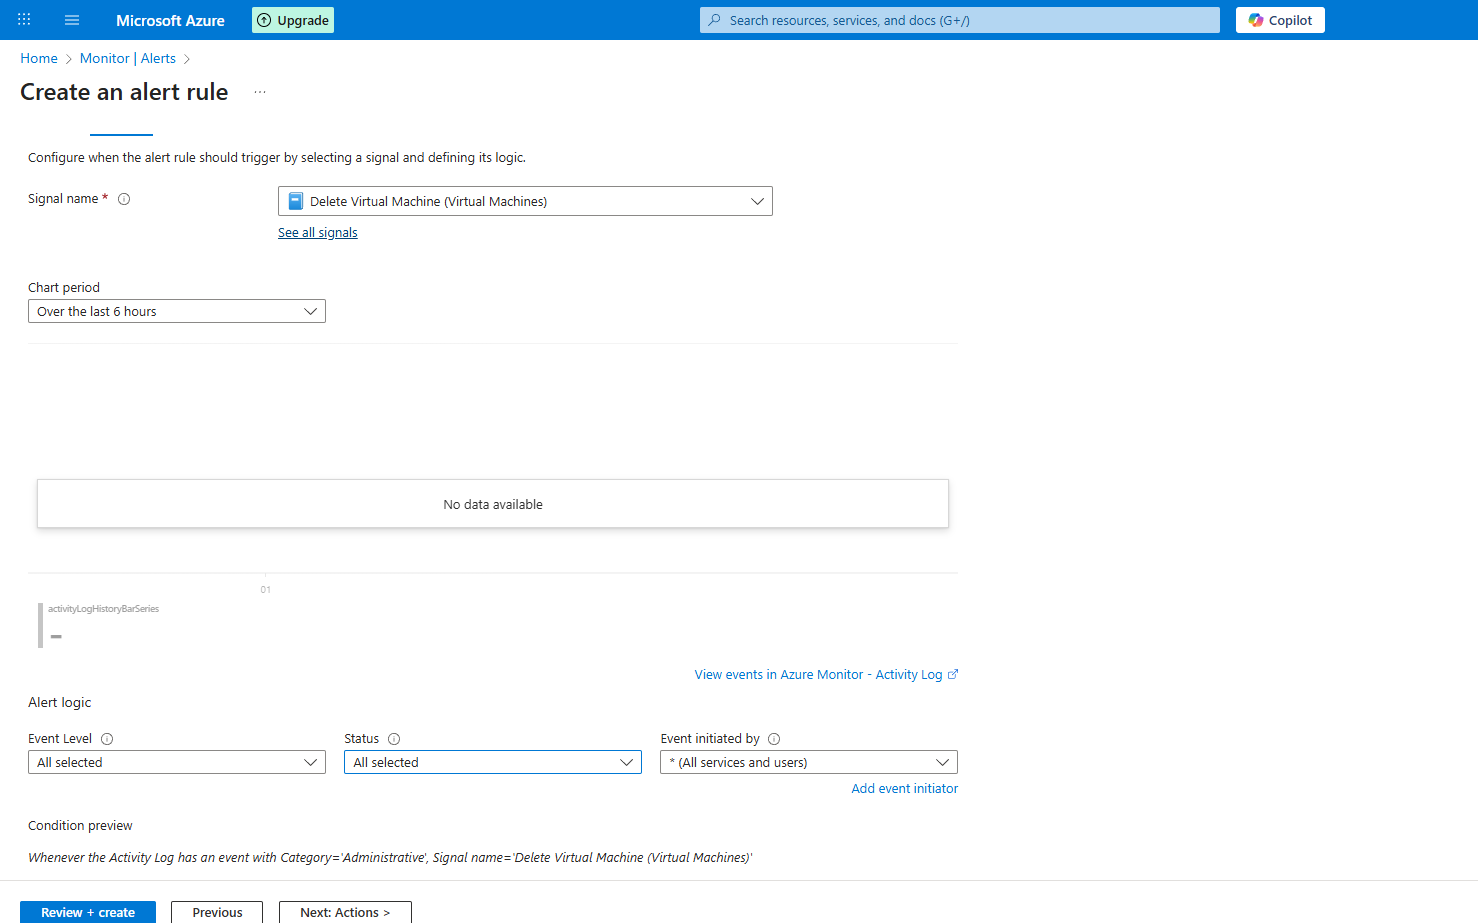 Microsoft Azure
Upgrade
Search resources, services, and docs (G+/)
Copilot
Home > Monitor | Alerts >
Create an alert rule ...
Configure when the alert rule should trigger by selecting a signal and defining its logic.
Signal name *
Delete Virtual Machine (Virtual Machines)
See all signals
Chart period
Over the last 6 hours
No data available
01
activityLogHistoryBarSeries
--
View events in Azure Monitor - Activity Log
Alert logic
Event Level
Status
Event initiated by
All selected
All selected
* (All services and users)
Add event initiator
Condition preview
Whenever the Activity Log has an event with Category='Administrative', Signal name='Delete Virtual Machine (Virtual Machines)'
Review + create
Previous
Next: Actions >